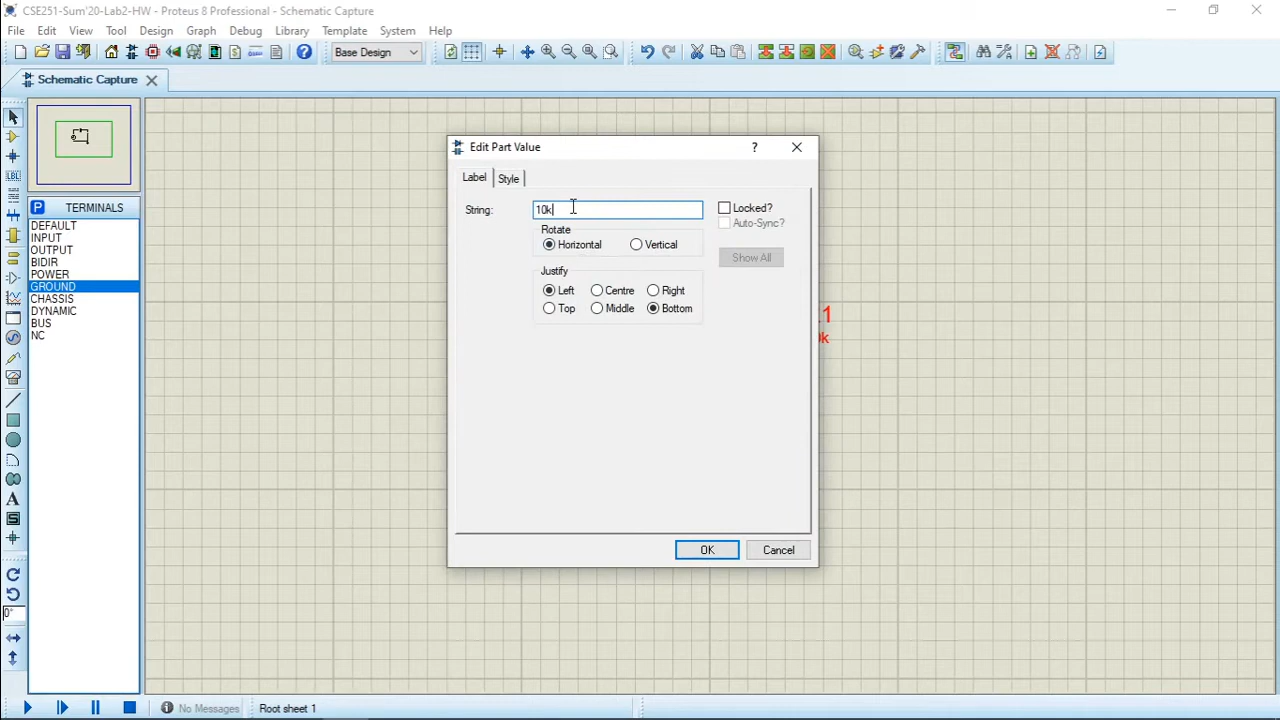 CSE251-Sum'20-Lab2-HW - Proteus 8 Professional - Schematic Capture
File Edit View Tool Design Graph Debug Library Template System Help
Base Design
Schematic Capture
TERMINALS
DEFAULT
INPUT
OUTPUT
BIDIR
POWER
GROUND
CHASSIS
DYNAMIC
BUS
NC
LBL
0°
Edit Part Value
Label Style
String: 10k
Locked?
Auto-Sync?
Show All
Rotate
Horizontal Vertical
Justify
Left Centre Right
Top Middle Bottom
OK Cancel
1
k
No Messages Root sheet 1